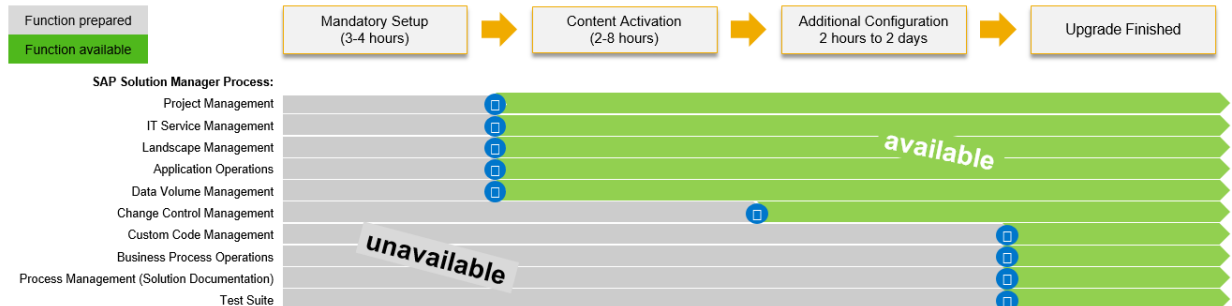 Function prepared
Function available
Mandatory Setup
(3-4 hours)
Content Activation
(2-8 hours)
Additional Configuration
2 hours to 2 days
Upgrade Finished
SAP Solution Manager Process:
Project Management
IT Service Management
Landscape Management
Application Operations
Data Volume Management
Change Control Management
Custom Code Management
Business Process Operations
Process Management (Solution Documentation)
Test Suite
available
unavailable